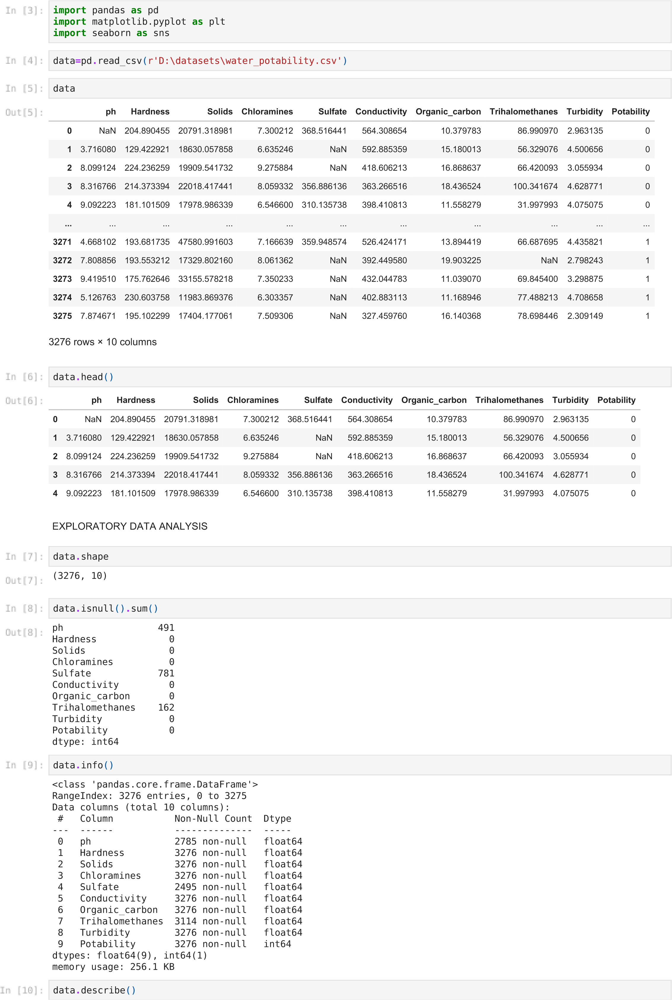 In [3]: import pandas as pd
import matplotlib.pyplot as plt
import seaborn as sns
In [4]: data=pd.read_csv(r'D:\datasets\water_potability.csv')
In [5]: data
Out[5]: ph Hardness Solids Chloramines Sulfate Conductivity Organic_carbon Trihalomethanes Turbidity Potability
0 NaN 204.890455 20791.318981 7.300212 368.516441 564.308654 10.379783 86.990970 2.963135 0
1 3.716080 129.422921 18630.057858 6.635246 NaN 592.885359 15.180013 56.329076 4.500656 0
2 8.099124 224.236259 19909.541732 9.275884 NaN 418.606213 16.868637 66.420093 3.055934 0
3 8.316766 214.373394 22018.417441 8.059332 356.886136 363.266516 18.436524 100.341674 4.628771 0
4 9.092223 181.101509 17978.986339 6.546600 310.135738 398.410813 11.558279 31.997993 4.075075 0
... ... ... ... ... ... ... ... ... ... ...
3271 4.668102 193.681735 47580.991603 7.166639 359.948574 526.424171 13.894419 66.687695 4.435821 1
3272 7.808856 193.553212 17329.802160 8.061362 NaN 392.449580 19.903225 NaN 2.798243 1
3273 9.419510 175.762646 33155.578218 7.350233 NaN 432.044783 11.039070 69.845400 3.298875 1
3274 5.126763 230.603758 11983.869376 6.303357 NaN 402.883113 11.168946 77.488213 4.708658 1
3275 7.874671 195.102299 17404.177061 7.509306 NaN 327.459760 16.140368 78.698446 2.309149 1
3276 rows × 10 columns
In [6]: data.head()
Out[6]: ph Hardness Solids Chloramines Sulfate Conductivity Organic_carbon Trihalomethanes Turbidity Potability
0 NaN 204.890455 20791.318981 7.300212 368.516441 564.308654 10.379783 86.990970 2.963135 0
1 3.716080 129.422921 18630.057858 6.635246 NaN 592.885359 15.180013 56.329076 4.500656 0
2 8.099124 224.236259 19909.541732 9.275884 NaN 418.606213 16.868637 66.420093 3.055934 0
3 8.316766 214.373394 22018.417441 8.059332 356.886136 363.266516 18.436524 100.341674 4.628771 0
4 9.092223 181.101509 17978.986339 6.546600 310.135738 398.410813 11.558279 31.997993 4.075075 0
EXPLORATORY DATA ANALYSIS
In [7]: data.shape
Out[7]: (3276, 10)
In [8]: data.isnull().sum()
Out[8]: ph 491
Hardness 0
Solids 0
Chloramines 0
Sulfate 781
Conductivity 0
Organic_carbon 0
Trihalomethanes 162
Turbidity 0
Potability 0
dtype: int64
In [9]: data.info()
<class 'pandas.core.frame.DataFrame'>
RangeIndex: 3276 entries, 0 to 3275
Data columns (total 10 columns):
# Column Non-Null Count Dtype
--- ------ -------------- -----
0 ph 2785 non-null float64
1 Hardness 3276 non-null float64
2 Solids 3276 non-null float64
3 Chloramines 3276 non-null float64
4 Sulfate 2495 non-null float64
5 Conductivity 3276 non-null float64
6 Organic_carbon 3276 non-null float64
7 Trihalomethanes 3114 non-null float64
8 Turbidity 3276 non-null float64
9 Potability 3276 non-null int64
dtypes: float64(9), int64(1)
memory usage: 256.1 KB
In [10]: data.describe()